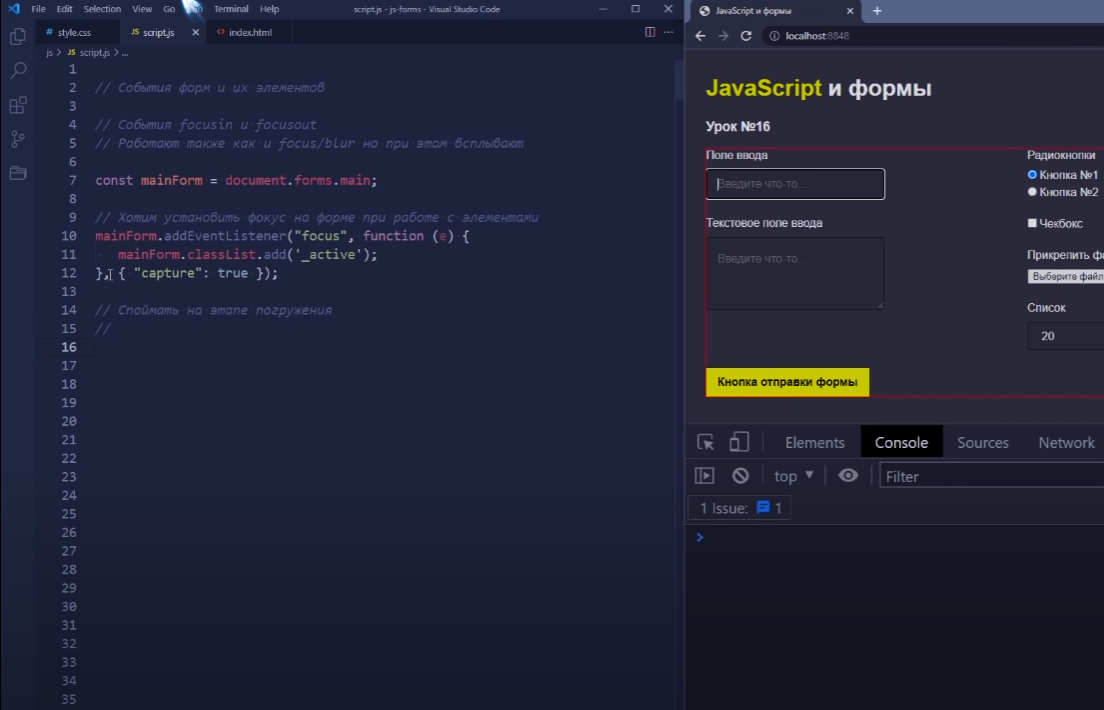 File Edit Selection View Go Terminal Help script.js - js-forms - Visual Studio Code
# style.css JS script.js <> index.html
js > JS script.js > ...
1
2 // События форм и их элементов
3
4 // События focusin и focusout
5 // Работают также как и focus/blur но при этом всплывают
6
7 const mainForm = document.forms.main;
8
9 // Хотим установить фокус на форме при работе с элементами
10 mainForm.addEventListener("focus", function (e) {
11 mainForm.classList.add('_active');
12 }, { "capture": true });
13
14 // Споймать на этапе погружения
15 //
16
17
18
19
20
21
22
23
24
25
26
27
28
29
30
31
32
33
34
35
JavaScript и формы
localhost:8848
JavaScript и формы
Урок №16
Поле ввода
Введите что-то...
Текстовое поле ввода
Введите что-то...
Кнопка отправки формы
Радиокнопки
Кнопка №1
Кнопка №2
Чекбокс
Прикрепить фа
Выберите файл
Список
20
Elements Console Sources Network
top Filter
1 Issue: 1
>